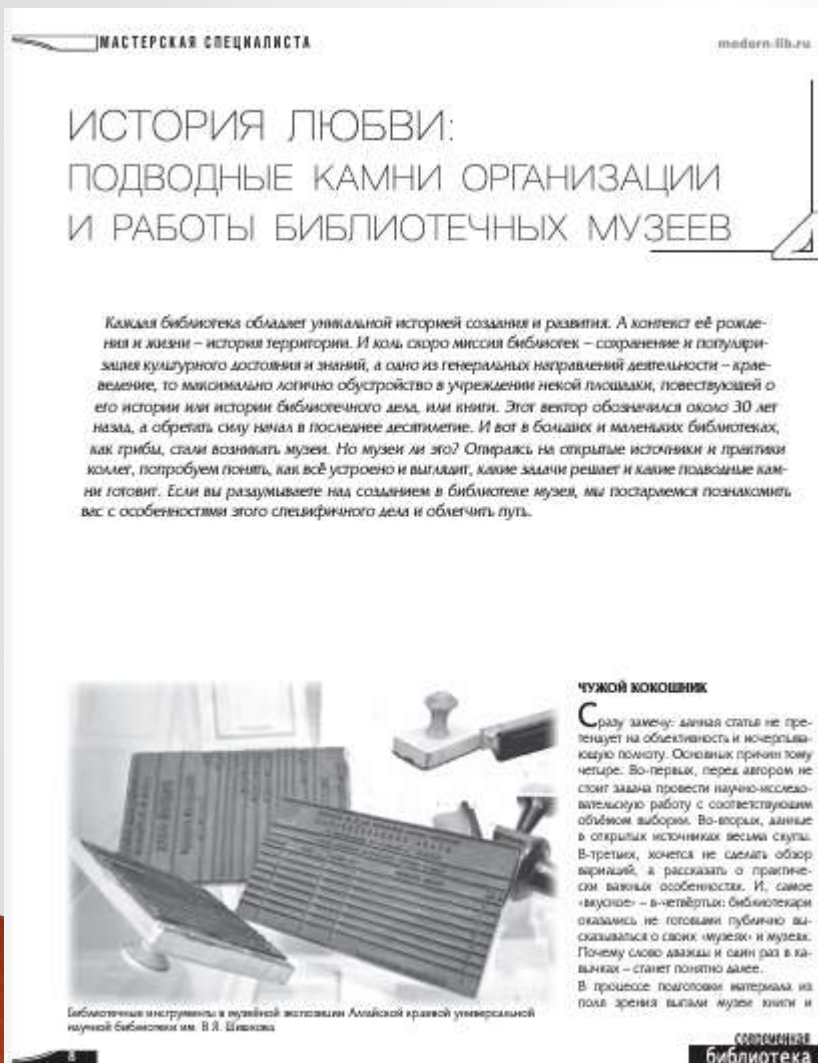 МАСТЕРСКАЯ СПЕЦИАЛИСТА
modern-lib.ru
ИСТОРИЯ ЛЮБВИ:
ПОДВОДНЫЕ КАМНИ ОРГАНИЗАЦИИ
И РАБОТЫ БИБЛИОТЕЧНЫХ МУЗЕЕВ
Каждая библиотека обладает уникальной историей создания и развития. А контекст её рожде-
ния и жизни – история территории. И коль скоро миссия библиотек – сохранение и популяри-
зация культурного достояния и знаний, а одно из генеральных направлений деятельности – крае-
ведение, то максимально логично обустройство в учреждении некой площадки, повествующей о
его истории или истории библиотечного дела, или книги. Этот вектор обозначился около 30 лет
назад, а обретать силу начал в последнее десятилетие. И вот в больших и маленьких библиотеках,
как грибы, стали возникать музеи. Но музеи ли это? Опираясь на открытые источники и практики
коллег, попробуем понять, как всё устроено и выглядит, какие задачи решает и какие подводные кам-
ни готовит. Если вы раздумываете над созданием в библиотеке музея, мы постараемся познакомить
вас с особенностями этого специфичного дела и облегчить путь.
ЧУЖОЙ КОКОШНИК
Сразу замечу: данная статья не пре-
тендует на объективность и исчерпыва-
ющую полноту. Основных причин тому
четыре. Во-первых, перед автором не
стоит задача провести научно-исследо-
вательскую работу с соответствующим
объёмом выборки. Во-вторых, данные
в открытых источниках весьма скупы.
В-третьих, хочется не сделать обзор
вариаций, а рассказать о практиче-
ски важных особенностях. И, самое
«вкусное» – в-четвёртых: библиотекари
оказались не готовыми публично вы-
сказываться о своих «музеях» и музеях.
Почему слово дважды и один раз в ка-
вычках – станет понятно далее.
В процессе подготовки материала из
поля зрения выпали музеи книги и
Библиотечные инструменты в музейной экспозиции Алтайской краевой универсальной
научной библиотеки им. В.Я. Шишкова
8
современная
библиотека